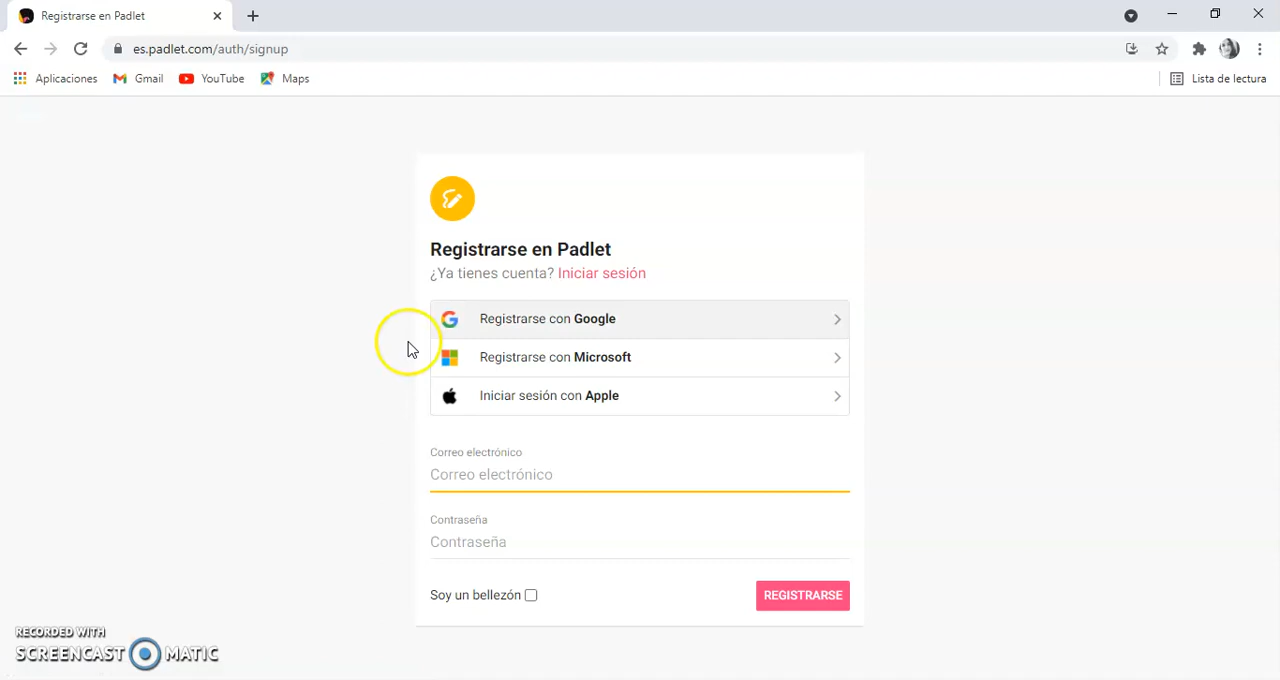 Registrarse en Padlet
es.padlet.com/auth/signup
Aplicaciones Gmail YouTube Maps Lista de lectura
Registrarse en Padlet
¿Ya tienes cuenta? Iniciar sesión
Registrarse con Google
Registrarse con Microsoft
Iniciar sesión con Apple
Correo electrónico
Correo electrónico
Contraseña
Contraseña
Soy un bellezón REGISTRARSE
RECORDED WITH
SCREENCAST MATIC